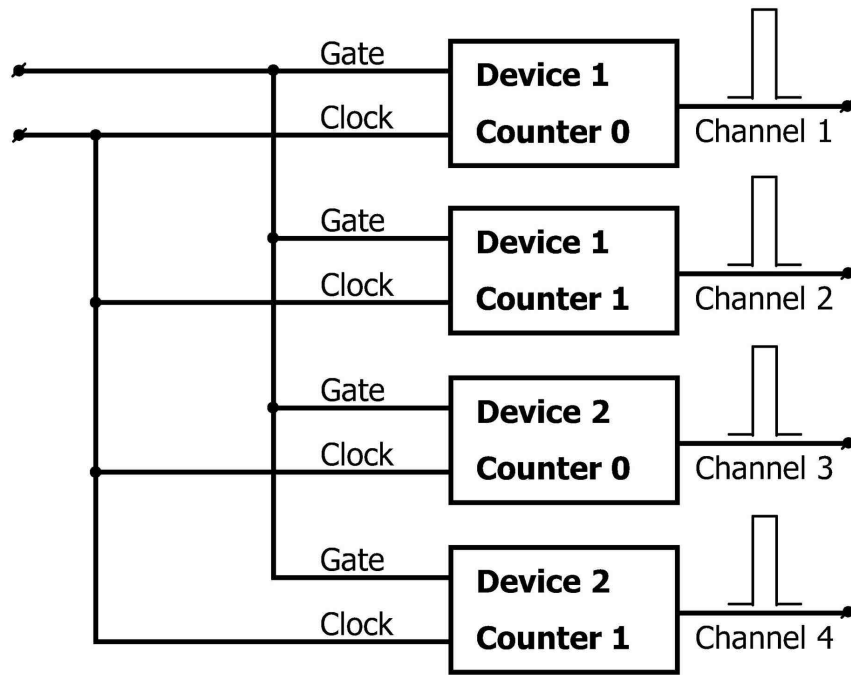 Gate
Device 1
Clock
Counter 0
Channel 1
Gate
Device 1
Clock
Counter 1
Channel 2
Gate
Device 2
Clock
Counter 0
Channel 3
Gate
Device 2
Clock
Counter 1
Channel 4